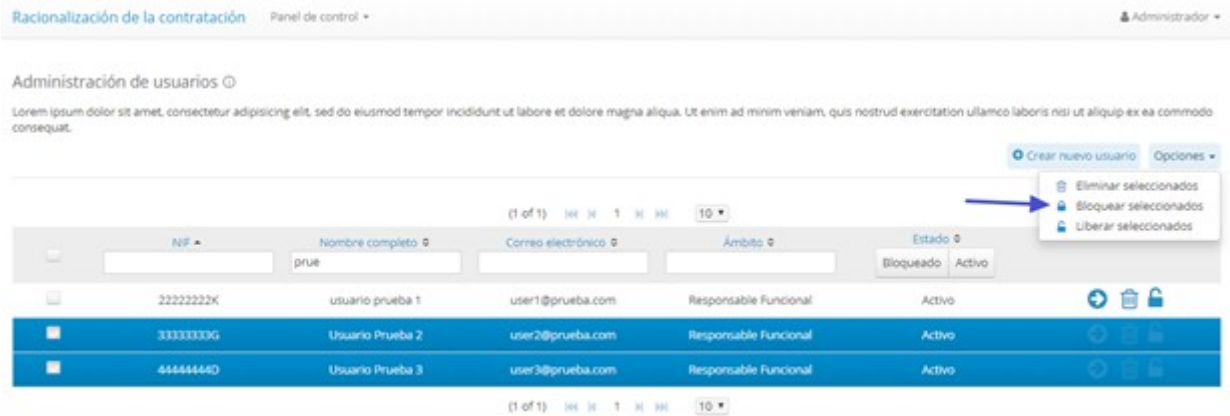 Racionalización de la contratación Panel de control Administrador
Administración de usuarios
Lorem ipsum dolor sit amet, consectetur adipisicing elit, sed do eiusmod tempor incididunt ut labore et dolore magna aliqua. Ut enim ad minim veniam, quis nostrud exercitation ullamco laboris nisi ut aliquip ex ea commodo
consequat.
Crear nuevo usuario Opciones
Eliminar seleccionados
Bloquear seleccionados
Liberar seleccionados
(1 of 1) 1 10
NIF Nombre completo Correo electrónico Ámbito Estado
prue Bloqueado Activo
22222222K usuario prueba 1 user1@prueba.com Responsable Funcional Activo
33333333G Usuario Prueba 2 user2@prueba.com Responsable Funcional Activo
44444444D Usuario Prueba 3 user3@prueba.com Responsable Funcional Activo
(1 of 1) 1 10